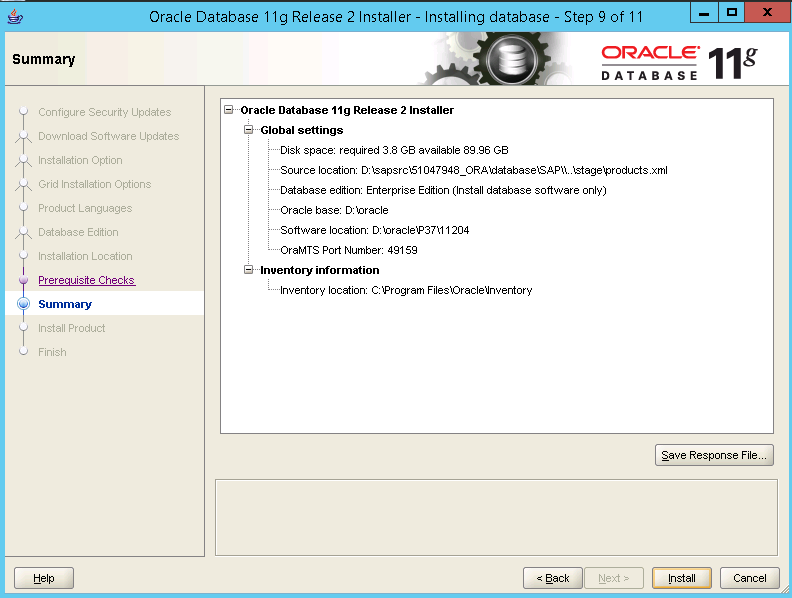 Oracle Database 11g Release 2 Installer - Installing database - Step 9 of 11
Summary
ORACLE
DATABASE
11g
Configure Security Updates
Download Software Updates
Installation Option
Grid Installation Options
Product Languages
Database Edition
Installation Location
Prerequisite Checks
Summary
Install Product
Finish
Oracle Database 11g Release 2 Installer
Global settings
Disk space: required 3.8 GB available 89.96 GB
Source location: D:\sapsrc\51047948_ORA\database\SAP\\..\stage\products.xml
Database edition: Enterprise Edition (Install database software only)
Oracle base: D:\oracle
Software location: D:\oracle\P37\11204
OraMTS Port Number: 49159
Inventory information
Inventory location: C:\Program Files\Oracle\Inventory
Save Response File...
Help
< Back
Next >
Install
Cancel